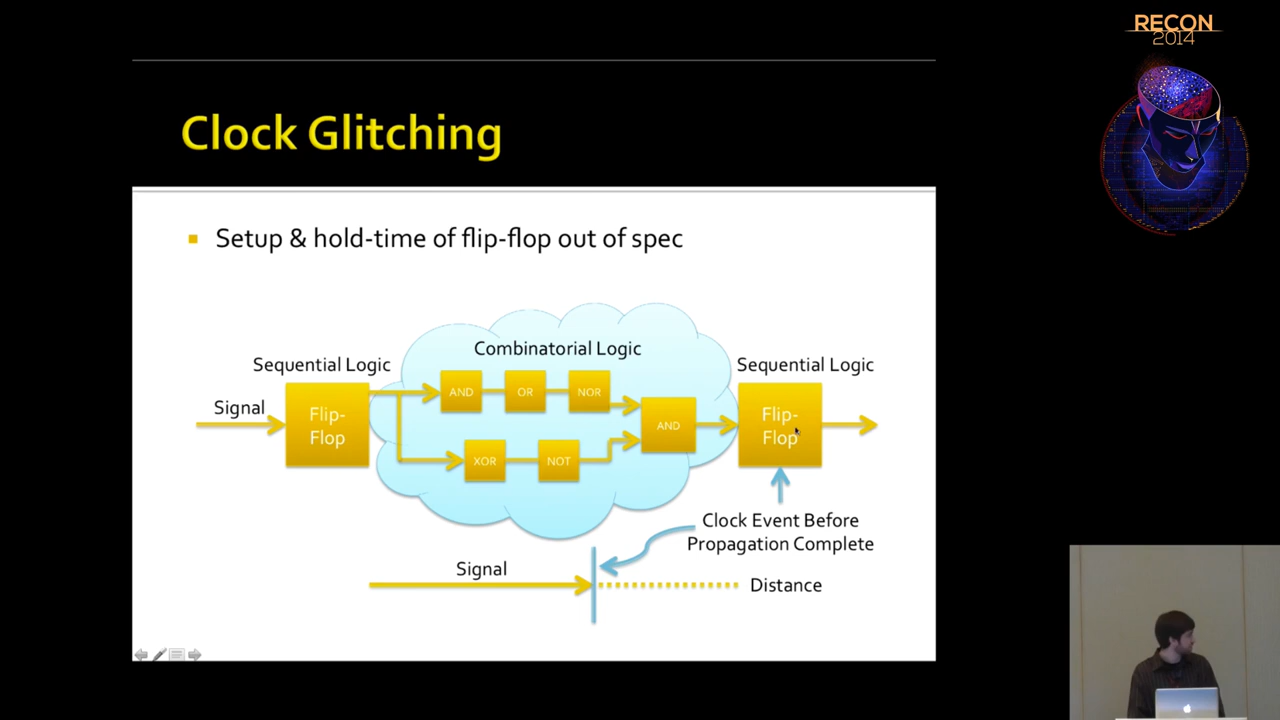 RECON
2014
Clock Glitching
Setup & hold-time of flip-flop out of spec
Combinatorial Logic
Sequential Logic
Sequential Logic
Signal
Flip-
Flop
AND
OR
NOR
AND
XOR
NOT
Flip-
Flop
Clock Event Before
Propagation Complete
Signal
Distance